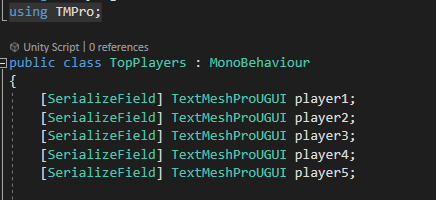 using TMPro;
Unity Script | 0 references
public class TopPlayers : MonoBehaviour
{
[SerializeField] TextMeshProUGUI player1;
[SerializeField] TextMeshProUGUI player2;
[SerializeField] TextMeshProUGUI player3;
[SerializeField] TextMeshProUGUI player4;
[SerializeField] TextMeshProUGUI player5;